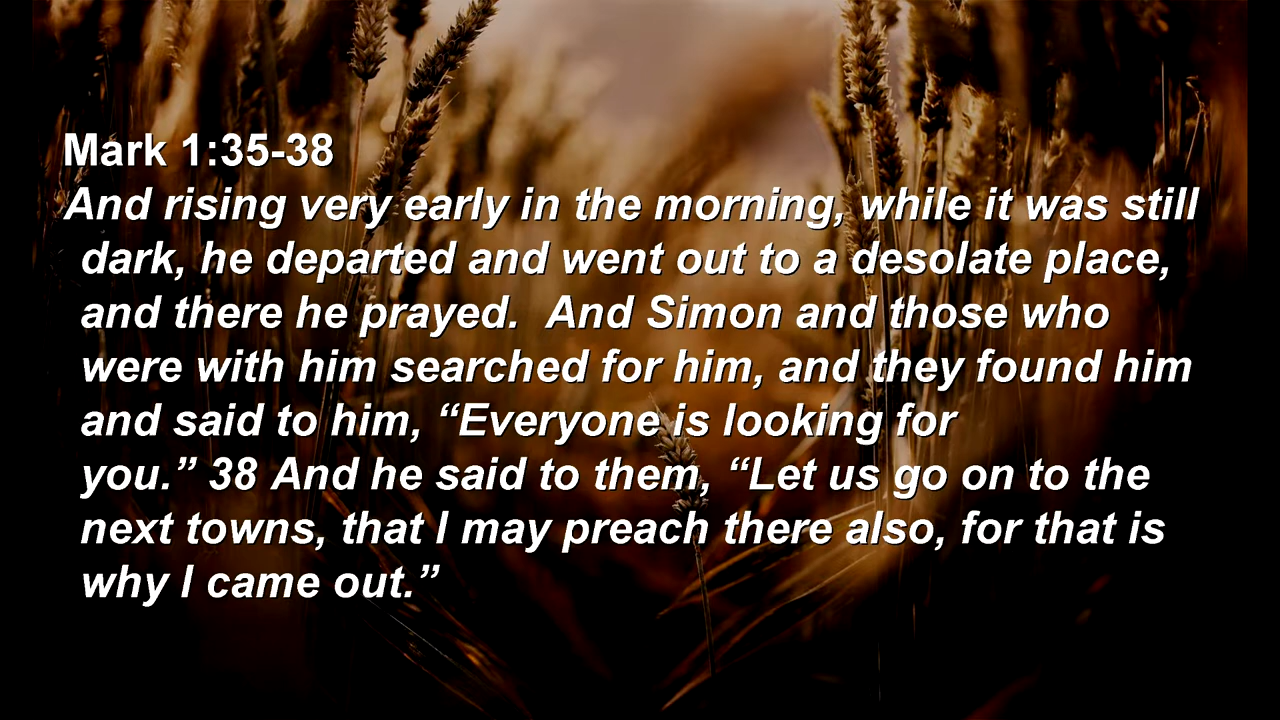 Mark 1:35-38
And rising very early in the morning, while it was still
dark, he departed and went out to a desolate place,
and there he prayed.  And Simon and those who
were with him searched for him, and they found him
and said to him, “Everyone is looking for
you.” 38 And he said to them, “Let us go on to the
next towns, that I may preach there also, for that is
why I came out.”